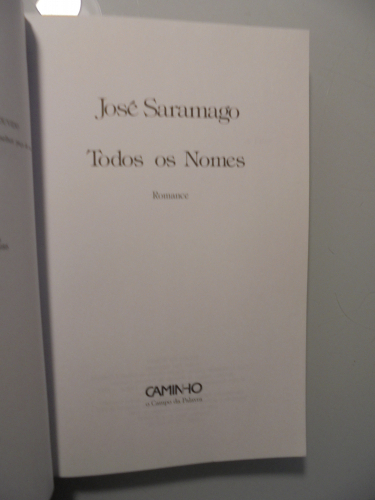 José Saramago
Todos os Nomes
Romance
CAMINHO
o Campo da Palavra